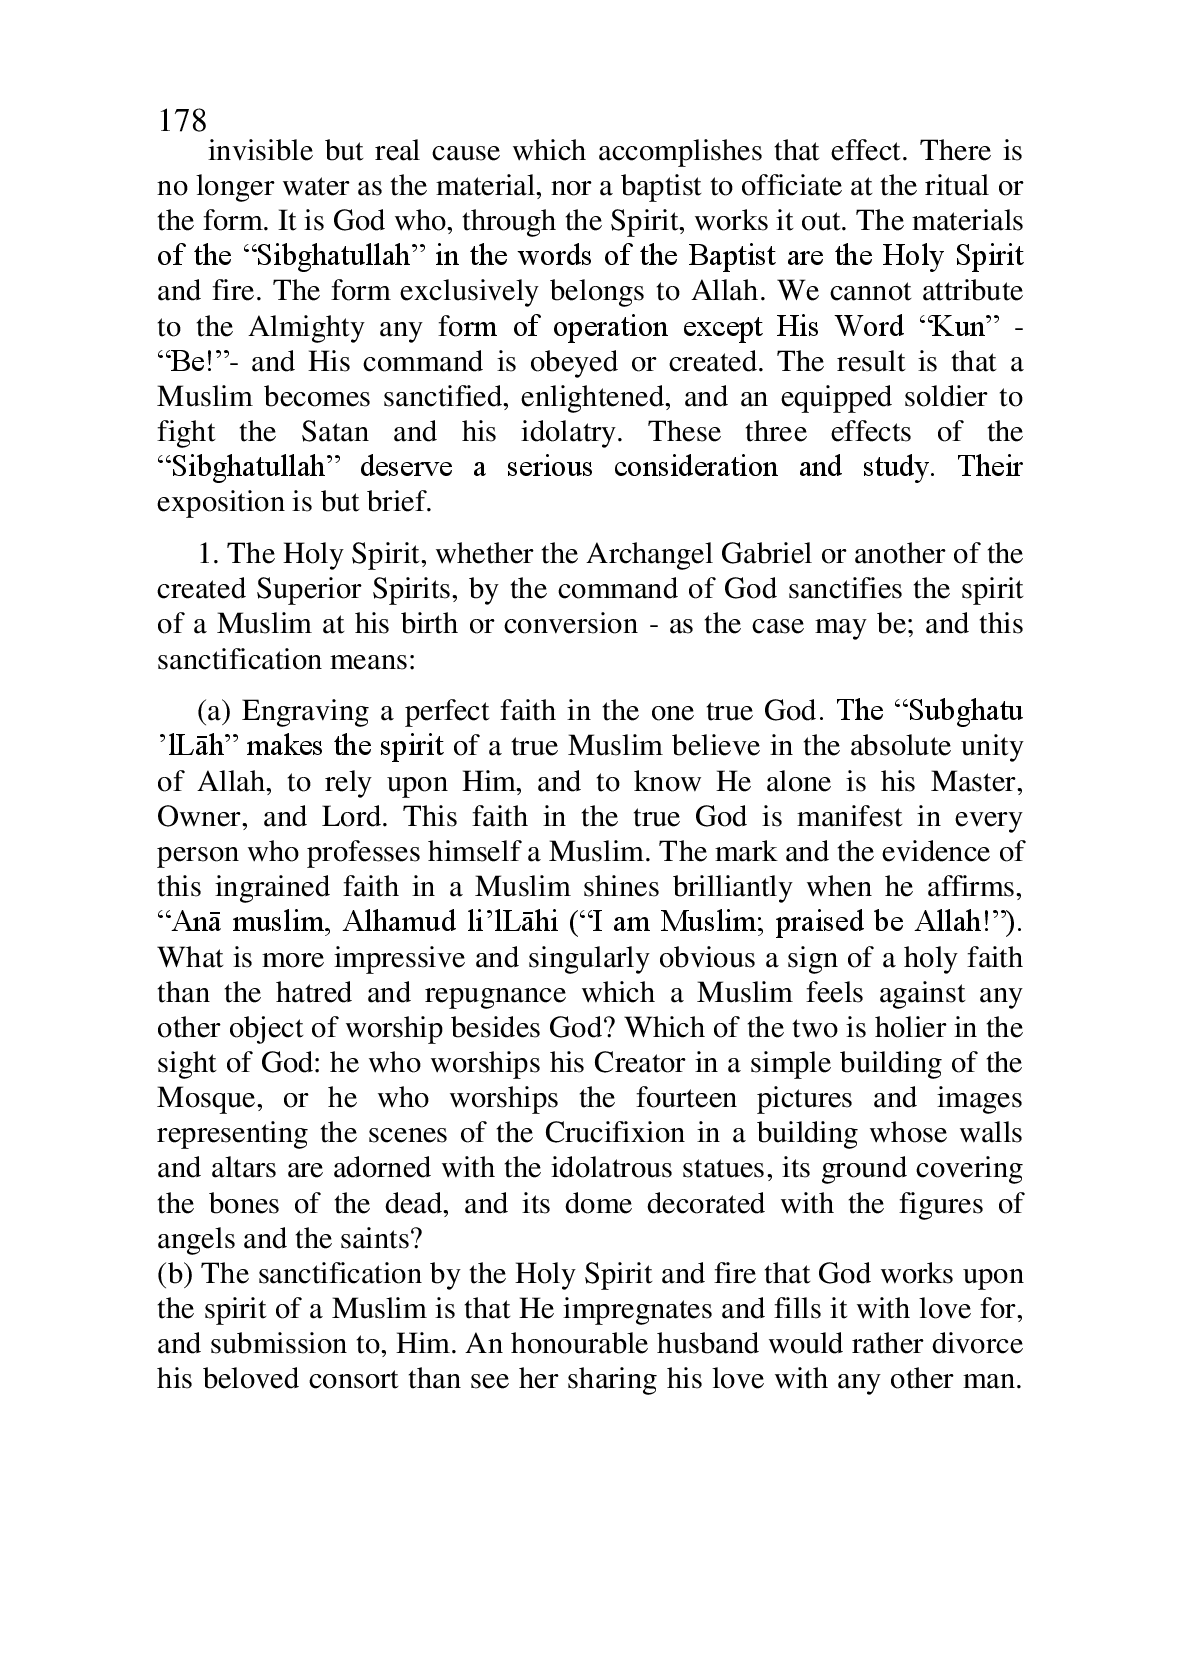 178
invisible but real cause which accomplishes that effect. There is
no longer water as the material, nor a baptist to officiate at the ritual or
the form. It is God who, through the Spirit, works it out. The materials
of the “Sibghatullah” in the words of the Baptist are the Holy Spirit
and fire. The form exclusively belongs to Allah. We cannot attribute
to the Almighty any form of operation except His Word “Kun” -
“Be!”- and His command is obeyed or created. The result is that a
Muslim becomes sanctified, enlightened, and an equipped soldier to
fight the Satan and his idolatry. These three effects of the
“Sibghatullah” deserve a serious consideration and study. Their
exposition is but brief.
1. The Holy Spirit, whether the Archangel Gabriel or another of the
created Superior Spirits, by the command of God sanctifies the spirit
of a Muslim at his birth or conversion - as the case may be; and this
sanctification means:
(a) Engraving a perfect faith in the one true God. The “Subghatu
’lLāh” makes the spirit of a true Muslim believe in the absolute unity
of Allah, to rely upon Him, and to know He alone is his Master,
Owner, and Lord. This faith in the true God is manifest in every
person who professes himself a Muslim. The mark and the evidence of
this ingrained faith in a Muslim shines brilliantly when he affirms,
“Anā muslim, Alhamud li’lLāhi (“I am Muslim; praised be Allah!”).
What is more impressive and singularly obvious a sign of a holy faith
than the hatred and repugnance which a Muslim feels against any
other object of worship besides God? Which of the two is holier in the
sight of God: he who worships his Creator in a simple building of the
Mosque, or he who worships the fourteen pictures and images
representing the scenes of the Crucifixion in a building whose walls
and altars are adorned with the idolatrous statues, its ground covering
the bones of the dead, and its dome decorated with the figures of
angels and the saints?
(b) The sanctification by the Holy Spirit and fire that God works upon
the spirit of a Muslim is that He impregnates and fills it with love for,
and submission to, Him. An honourable husband would rather divorce
his beloved consort than see her sharing his love with any other man.